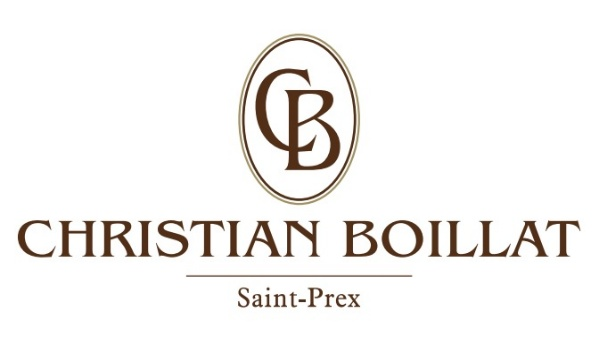 CB
CHRISTIAN BOILLAT
Saint-Prex